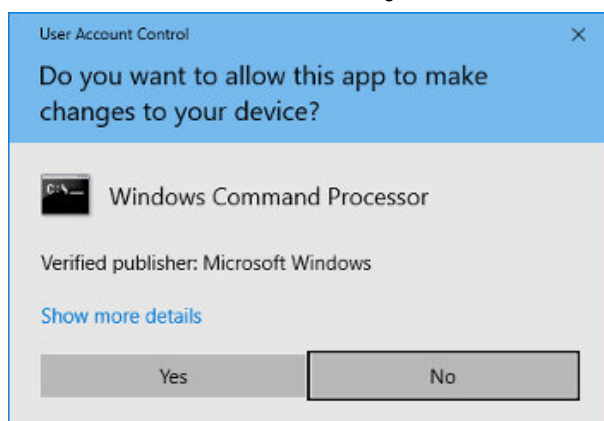 User Account Control
Do you want to allow this app to make
changes to your device?
C:\_
Windows Command Processor
Verified publisher: Microsoft Windows
Show more details
Yes
No